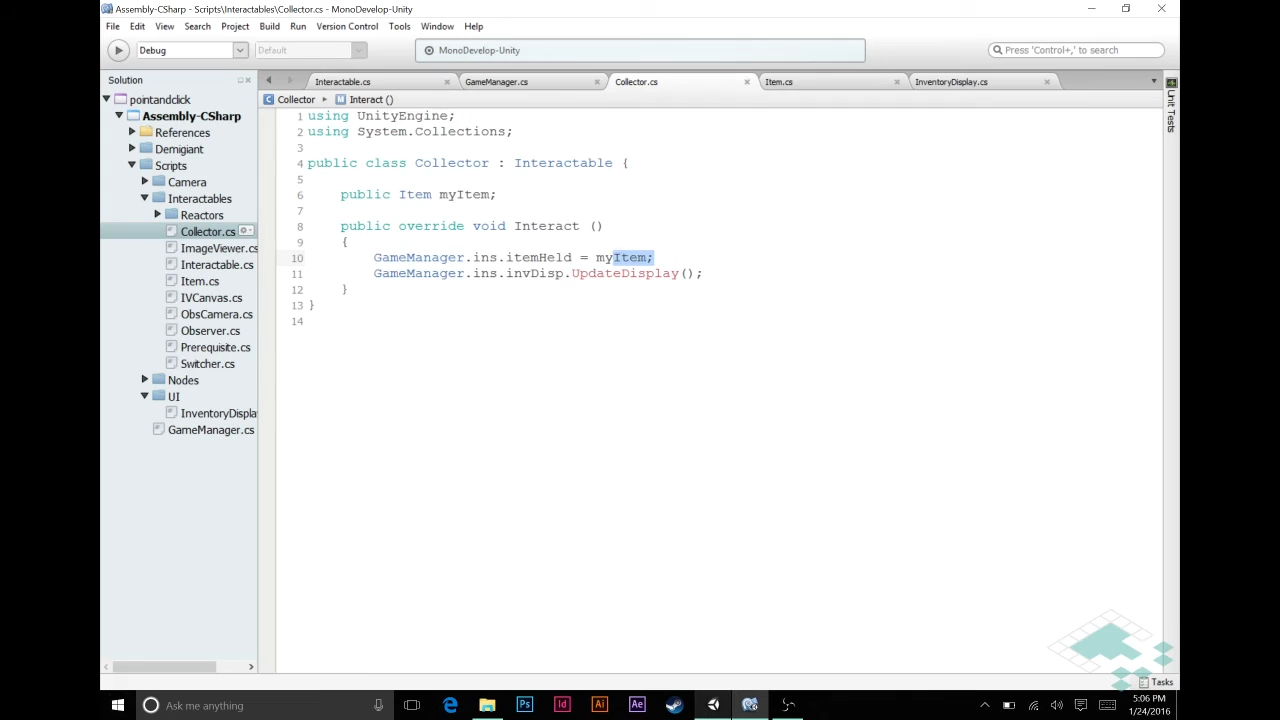 Assembly-CSharp - Scripts\Interactables\Collector.cs - MonoDevelop-Unity
File Edit View Search Project Build Run Version Control Tools Window Help
Debug Default MonoDevelop-Unity Press 'Control+,' to search
Solution
Interactable.cs GameManager.cs Collector.cs Item.cs InventoryDisplay.cs
Collector Interact ()
pointandclick
Assembly-CSharp
References
Demigiant
Scripts
Camera
Interactables
Reactors
Collector.cs
ImageViewer.cs
Interactable.cs
Item.cs
IVCanvas.cs
ObsCamera.cs
Observer.cs
Prerequisite.cs
Switcher.cs
Nodes
UI
InventoryDispla
GameManager.cs
1 using UnityEngine;
2 using System.Collections;
3
4 public class Collector : Interactable {
5
6 public Item myItem;
7
8 public override void Interact ()
9 {
10 GameManager.ins.itemHeld = myItem;
11 GameManager.ins.invDisp.UpdateDisplay();
12 }
13 }
14
Unit Tests
Tasks
Ask me anything
Ps Id Ai Ae
5:06 PM
1/24/2016